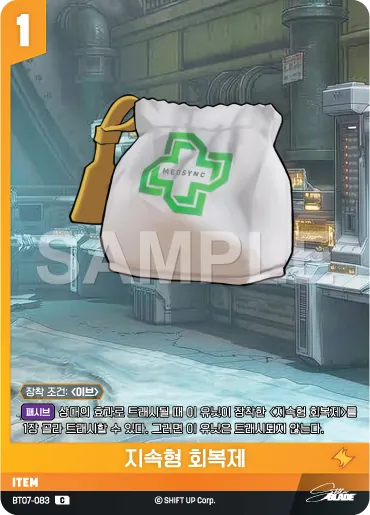 1
MEDSYNC
SAMPLE
장착 조건: <이브>
패시브 상대의 효과로 트래시될 때 이 유닛이 장착한 <지속형 회복제>를
1장 골라 트래시할 수 있다. 그러면 이 유닛은 트래시되지 않는다.
지속형 회복제
ITEM
BT07-083 C
© SHIFT UP Corp.
Stellar BLADE